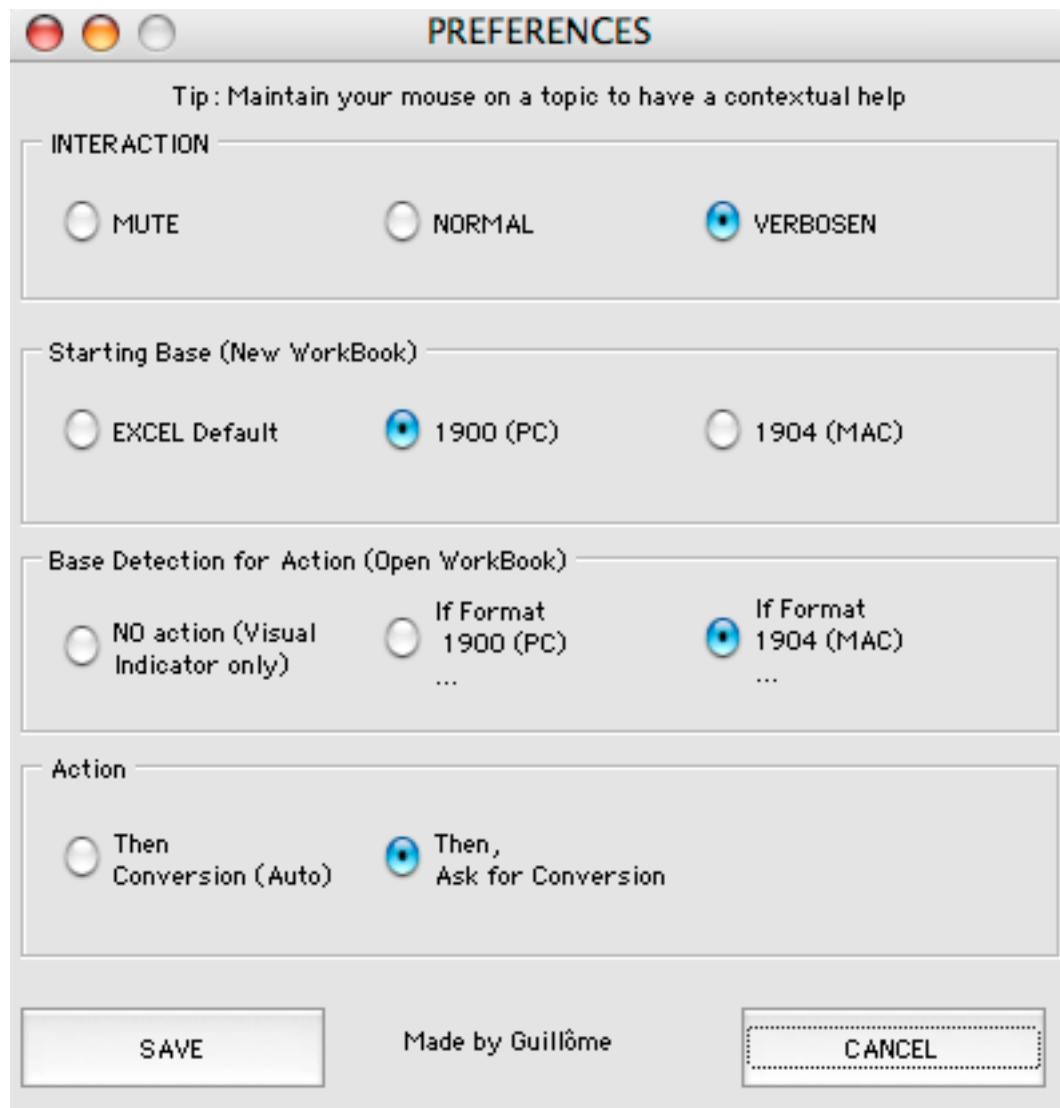 PREFERENCES
Tip: Maintain your mouse on a topic to have a contextual help
INTERACTION
MUTE
NORMAL
VERBOSEN
Starting Base (New WorkBook)
EXCEL Default
1900 (PC)
1904 (MAC)
Base Detection for Action (Open WorkBook)
NO action (Visual
Indicator only)
If Format
1900 (PC)
...
If Format
1904 (MAC)
...
Action
Then
Conversion (Auto)
Then,
Ask for Conversion
SAVE
Made by Guillôme
CANCEL